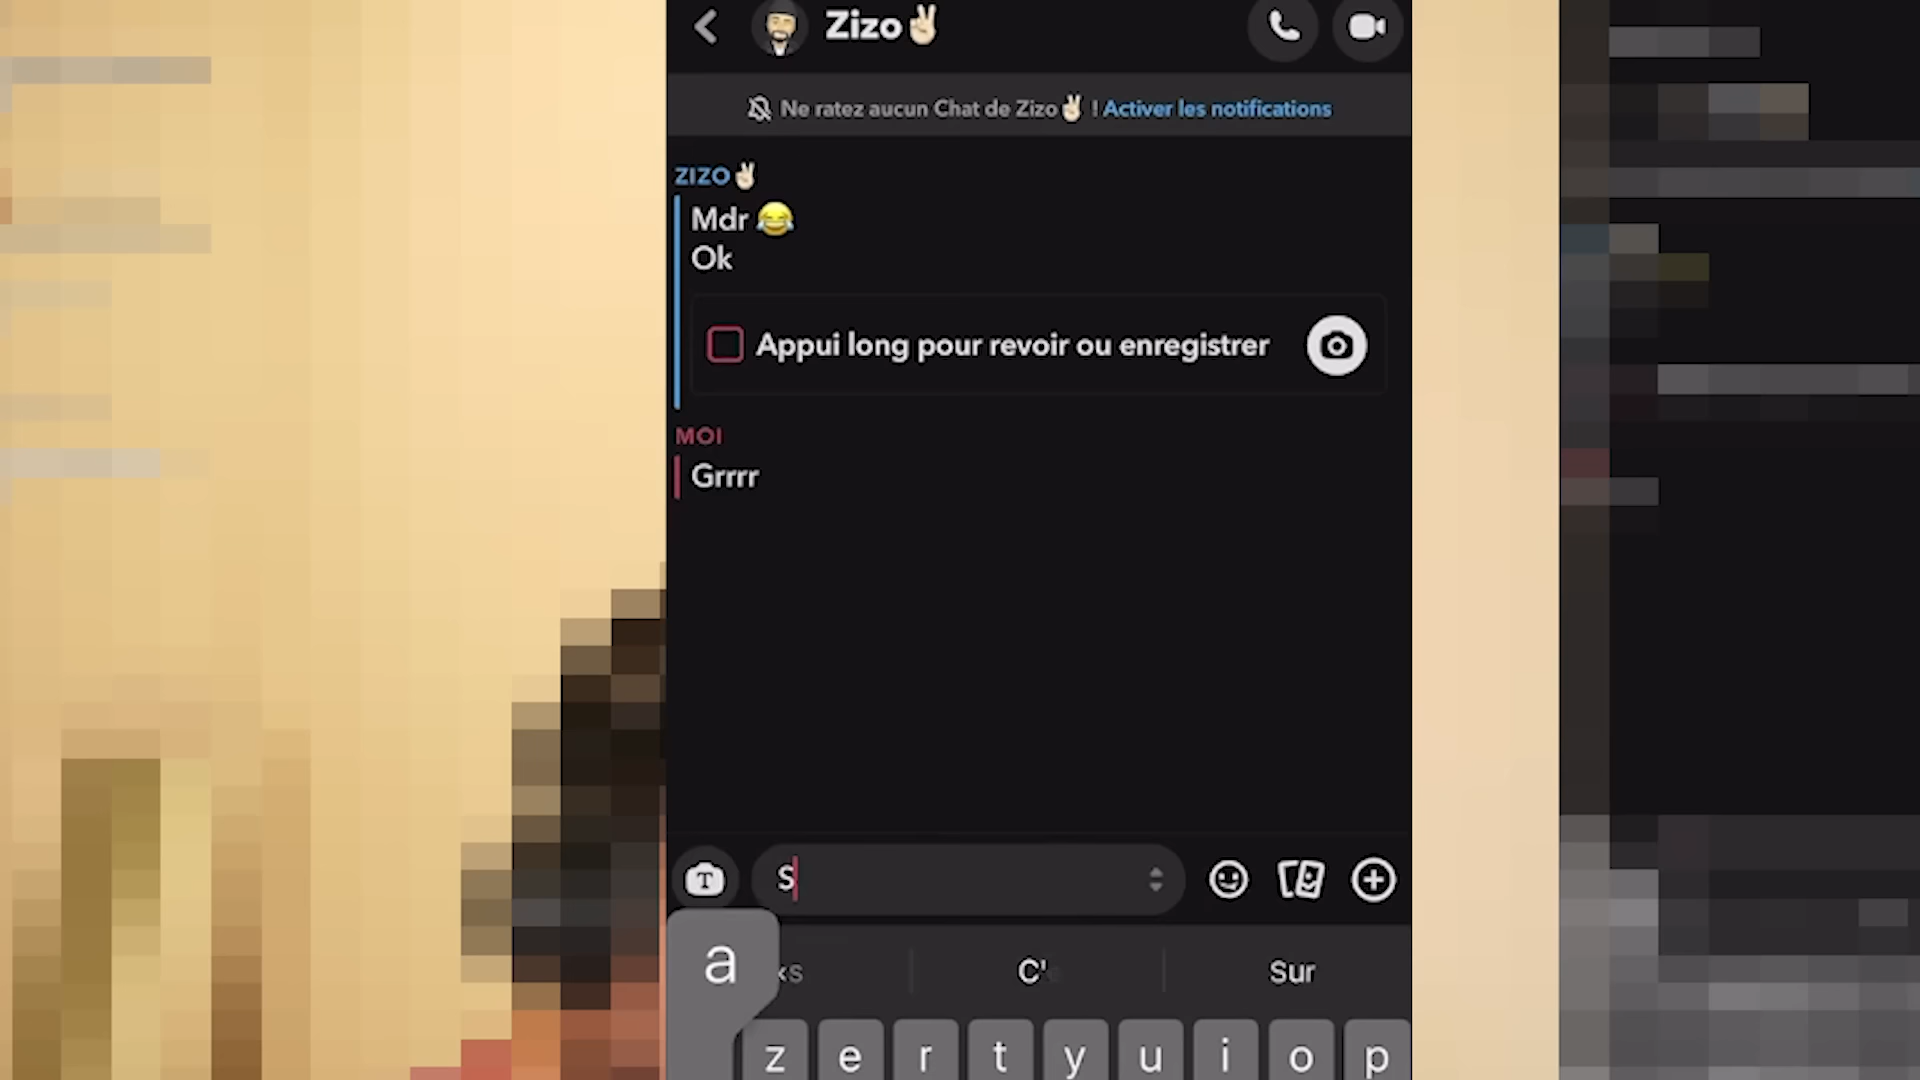 Zizo✌🏻
Ne ratez aucun Chat de Zizo✌🏻 ! Activer les notifications
ZIZO✌🏻
Mdr 😂
Ok
Appui long pour revoir ou enregistrer
MOI
Grrrr
S
a
C' Sur
z e r t y u i o p